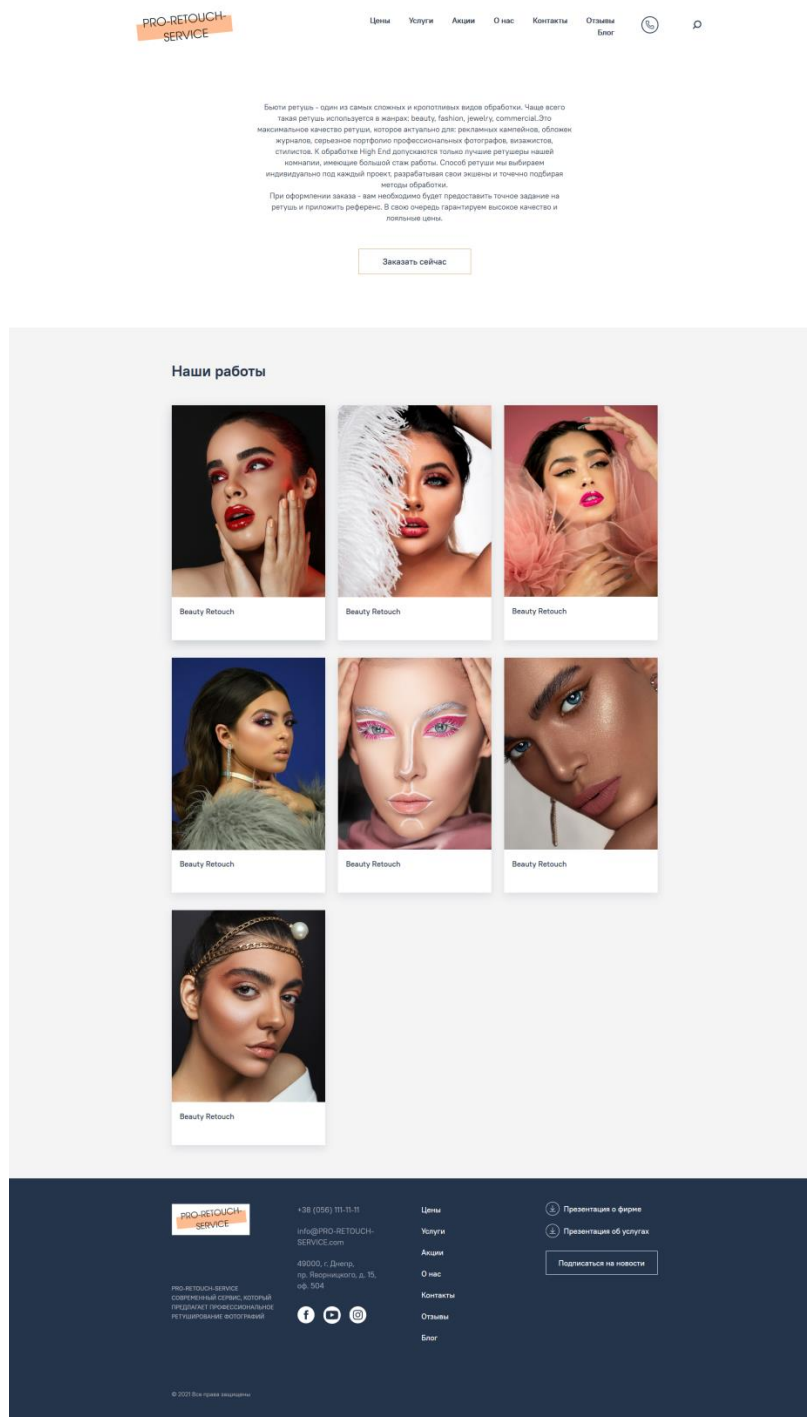 PRO-RETOUCH-
SERVICE
Цены Услуги Акции О нас Контакты Отзывы
Блог
Бьюти ретушь - один из самых сложных и кропотливых видов обработки. Чаще всего
такая ретушь используется в жанрах: beauty, fashion, jewelry, commercial.Это
максимальное качество ретуши, которое актуально для: рекламных кампейнов, обложек
журналов, серьезное портфолио профессиональных фотографов, визажистов,
стилистов. К обработке High End допускаются только лучшие ретушеры нашей
компании, имеющие большой стаж работы. Способ ретуши мы выбираем
индивидуально под каждый проект, разрабатывая свои экшены и точечно подбирая
методы обработки.
При оформлении заказа - вам необходимо будет предоставить точное задание на
ретушь и приложить референс. В свою очередь гарантируем высокое качество и
лояльные цены.
Заказать сейчас
Наши работы
Beauty Retouch
Beauty Retouch
Beauty Retouch
Beauty Retouch
Beauty Retouch
Beauty Retouch
Beauty Retouch
PRO-RETOUCH-
SERVICE
PRO-RETOUCH-SERVICE
СОВРЕМЕННЫЙ СЕРВИС, КОТОРЫЙ
ПРЕДЛАГАЕТ ПРОФЕССИОНАЛЬНОЕ
РЕТУШИРОВАНИЕ ФОТОГРАФИЙ
+38 (056) 111-11-11
info@PRO-RETOUCH-
SERVICE.com
49000, г. Днепр,
пр. Яворницкого, д. 15,
оф. 504
Цены
Услуги
Акции
О нас
Контакты
Отзывы
Блог
Презентация о фирме
Презентация об услугах
Подписаться на новости
© 2021 Все права защищены